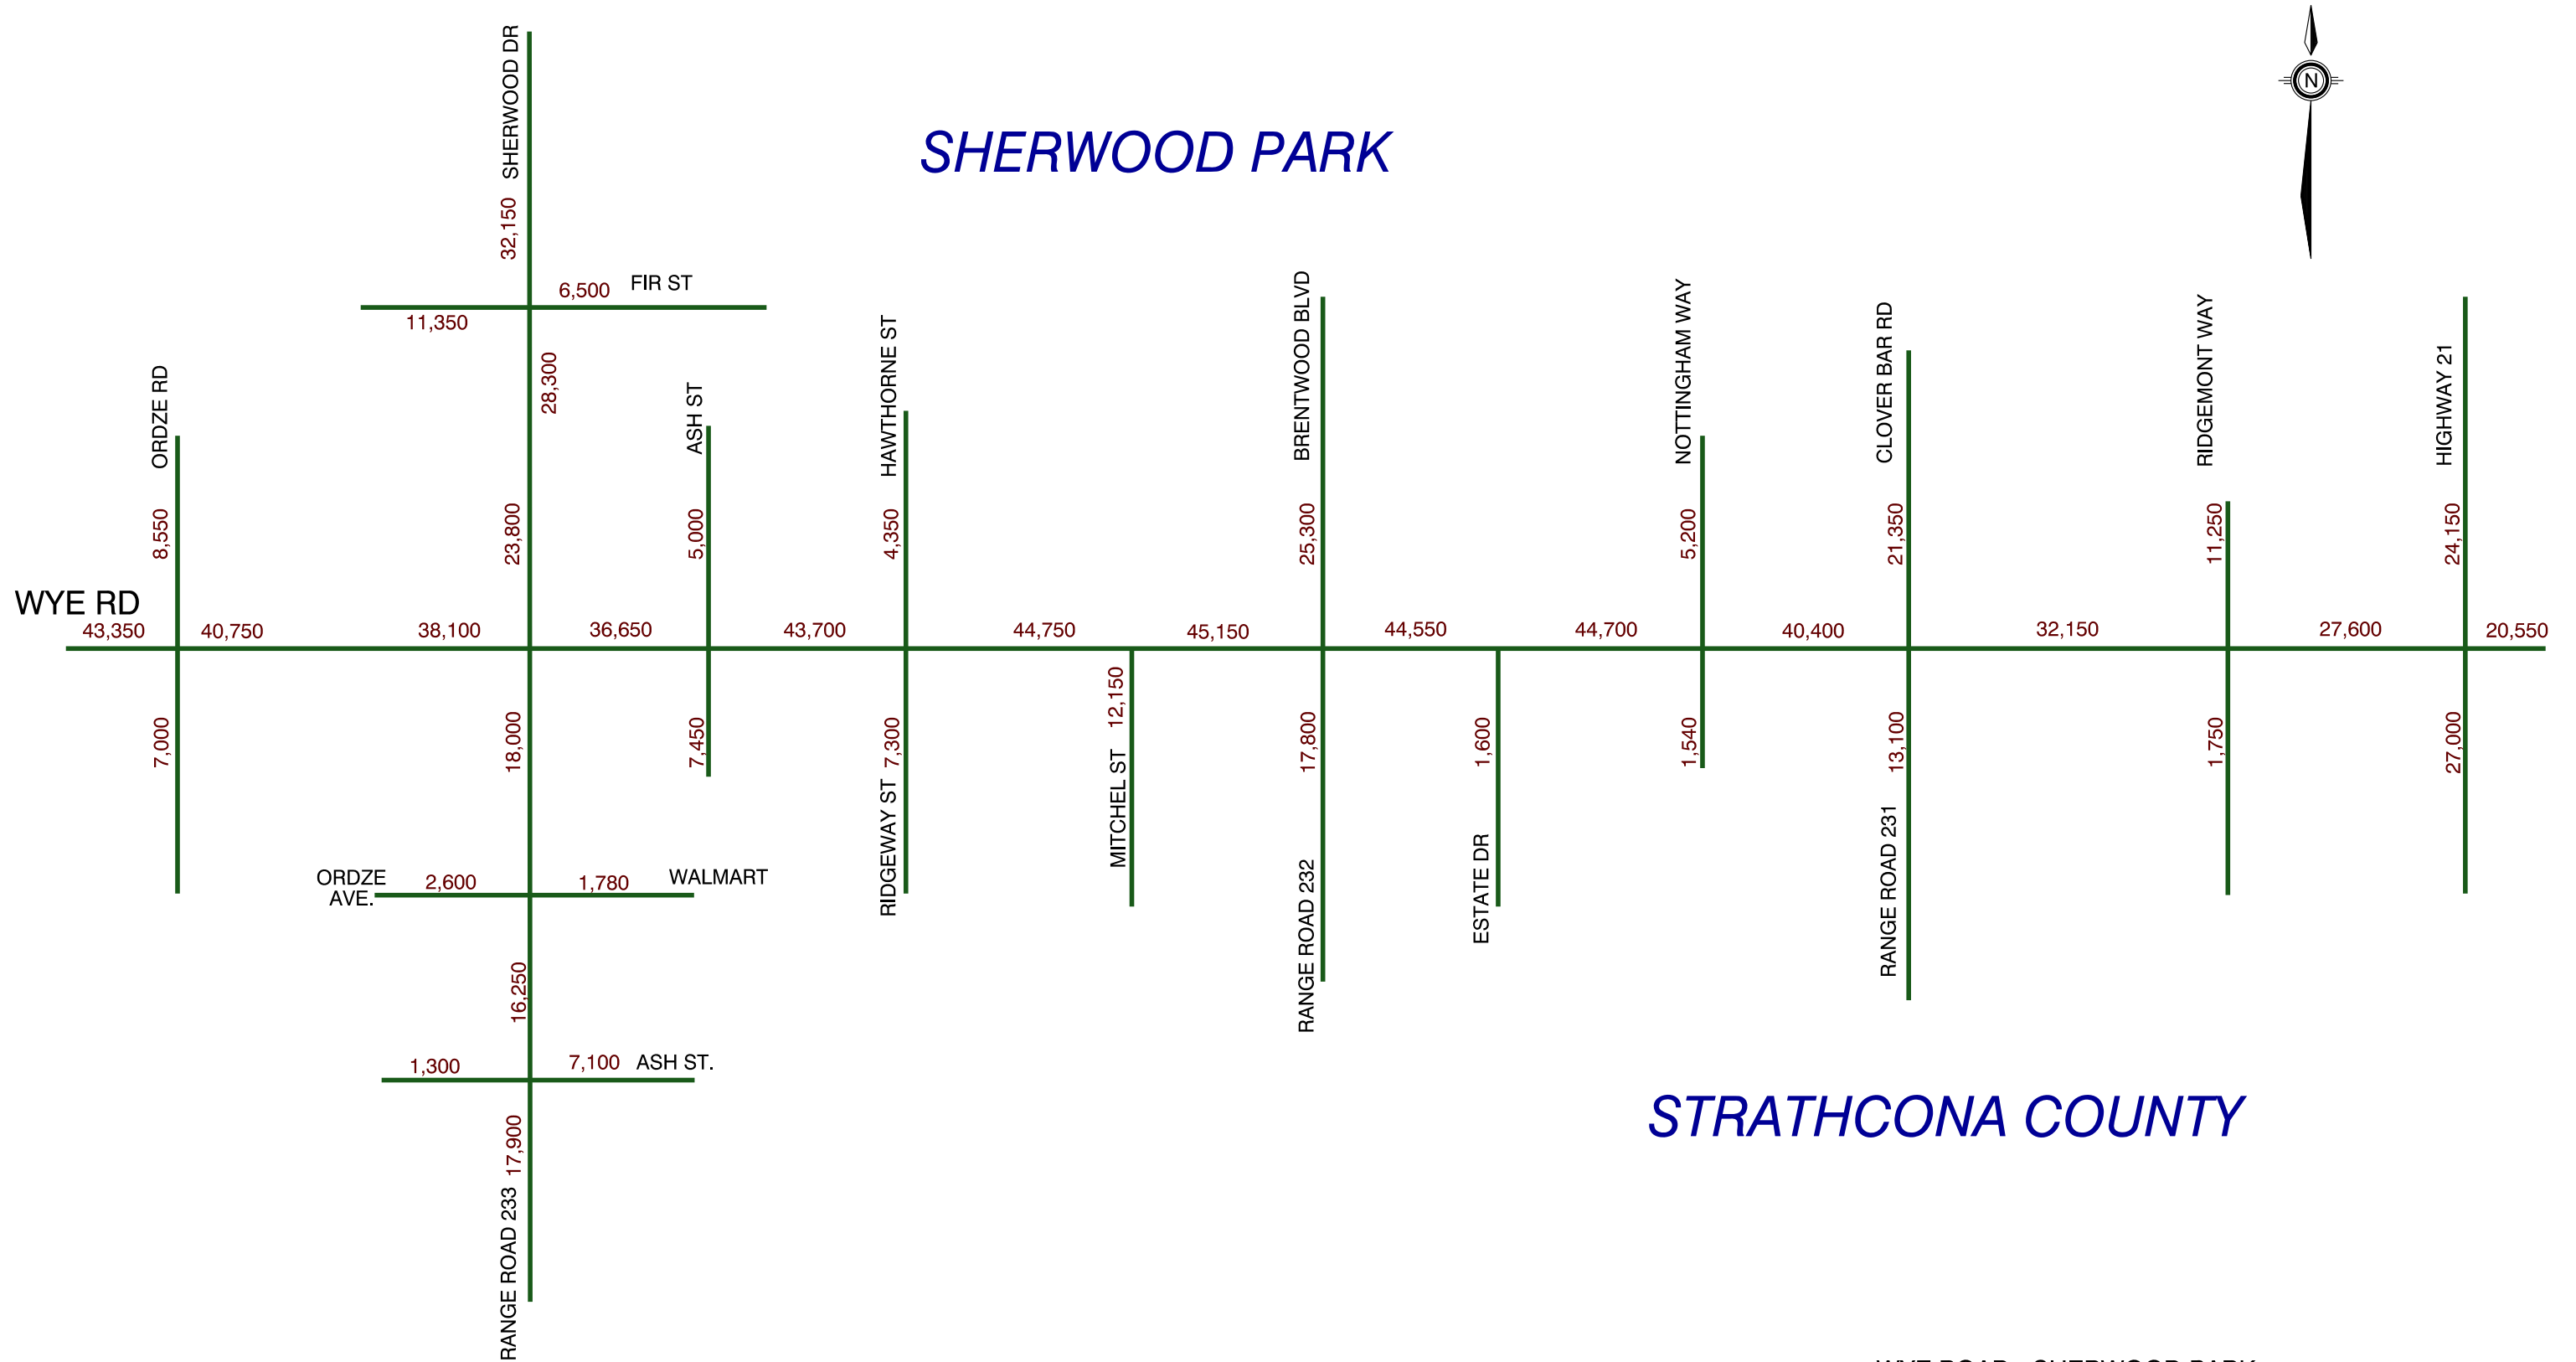 SHERWOOD DR
32,150
N
SHERWOOD PARK
6,500
FIR ST
11,350
28,300
ORDZE RD
8,550
23,800
ASH ST
5,000
HAWTHORNE ST
4,350
BRENTWOOD BLVD
25,300
NOTTINGHAM WAY
5,200
CLOVER BAR RD
21,350
RIDGEMONT WAY
11,250
HIGHWAY 21
24,150
WYE RD
43,350
40,750
38,100
36,650
43,700
44,750
45,150
44,550
44,700
40,400
32,150
27,600
20,550
7,000
18,000
7,450
7,300
RIDGEWAY ST
12,150
MITCHEL ST
17,800
RANGE ROAD 232
1,600
ESTATE DR
1,540
13,100
RANGE ROAD 231
1,750
27,000
ORDZE
AVE.
2,600
1,780
WALMART
16,250
1,300
7,100
ASH ST.
17,900
RANGE ROAD 233
STRATHCONA COUNTY
WYE ROAD - SHERWOOD PARK